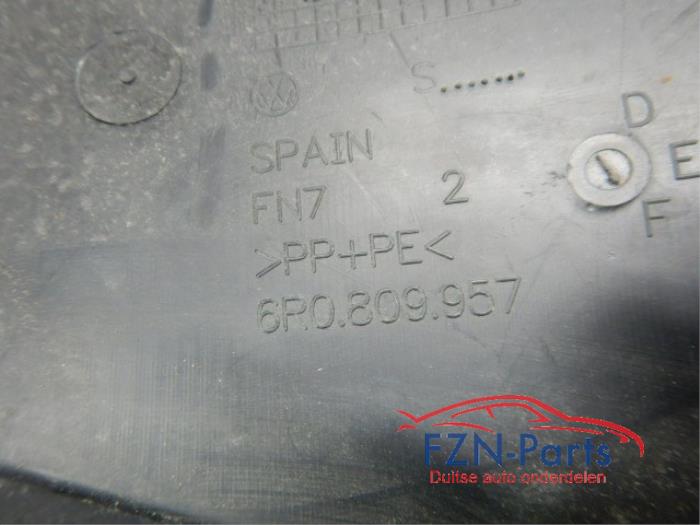 S.......
D
SPAIN
E
FN7 2
F
>PP+PE<
6R0.809.957
FZN-Parts
Duitse auto onderdelen